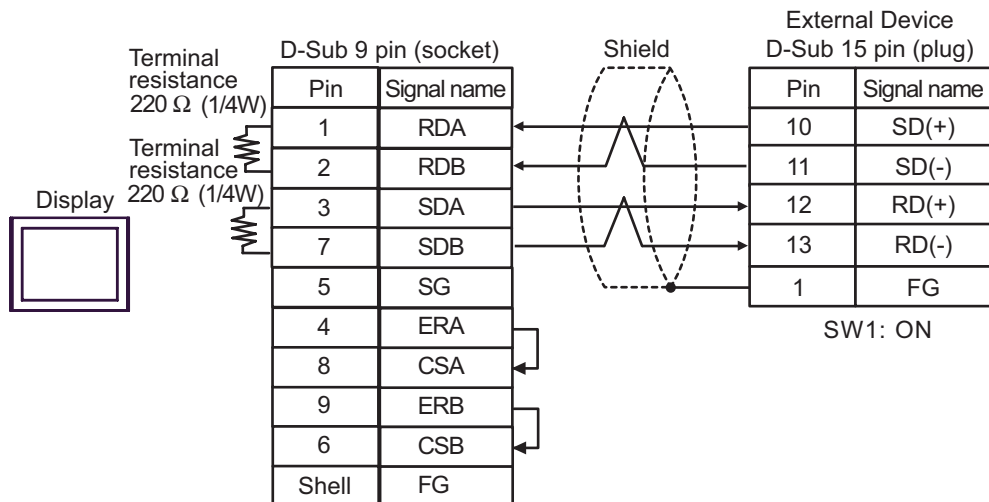 External Device
D-Sub 9 pin (socket)
Shield
D-Sub 15 pin (plug)
Terminal
resistance
220 Ω (1/4W)
Terminal
resistance
220 Ω (1/4W)
Display
Pin Signal name
1 RDA
2 RDB
3 SDA
7 SDB
5 SG
4 ERA
8 CSA
9 ERB
6 CSB
Shell FG
Pin Signal name
10 SD(+)
11 SD(-)
12 RD(+)
13 RD(-)
1 FG
SW1: ON